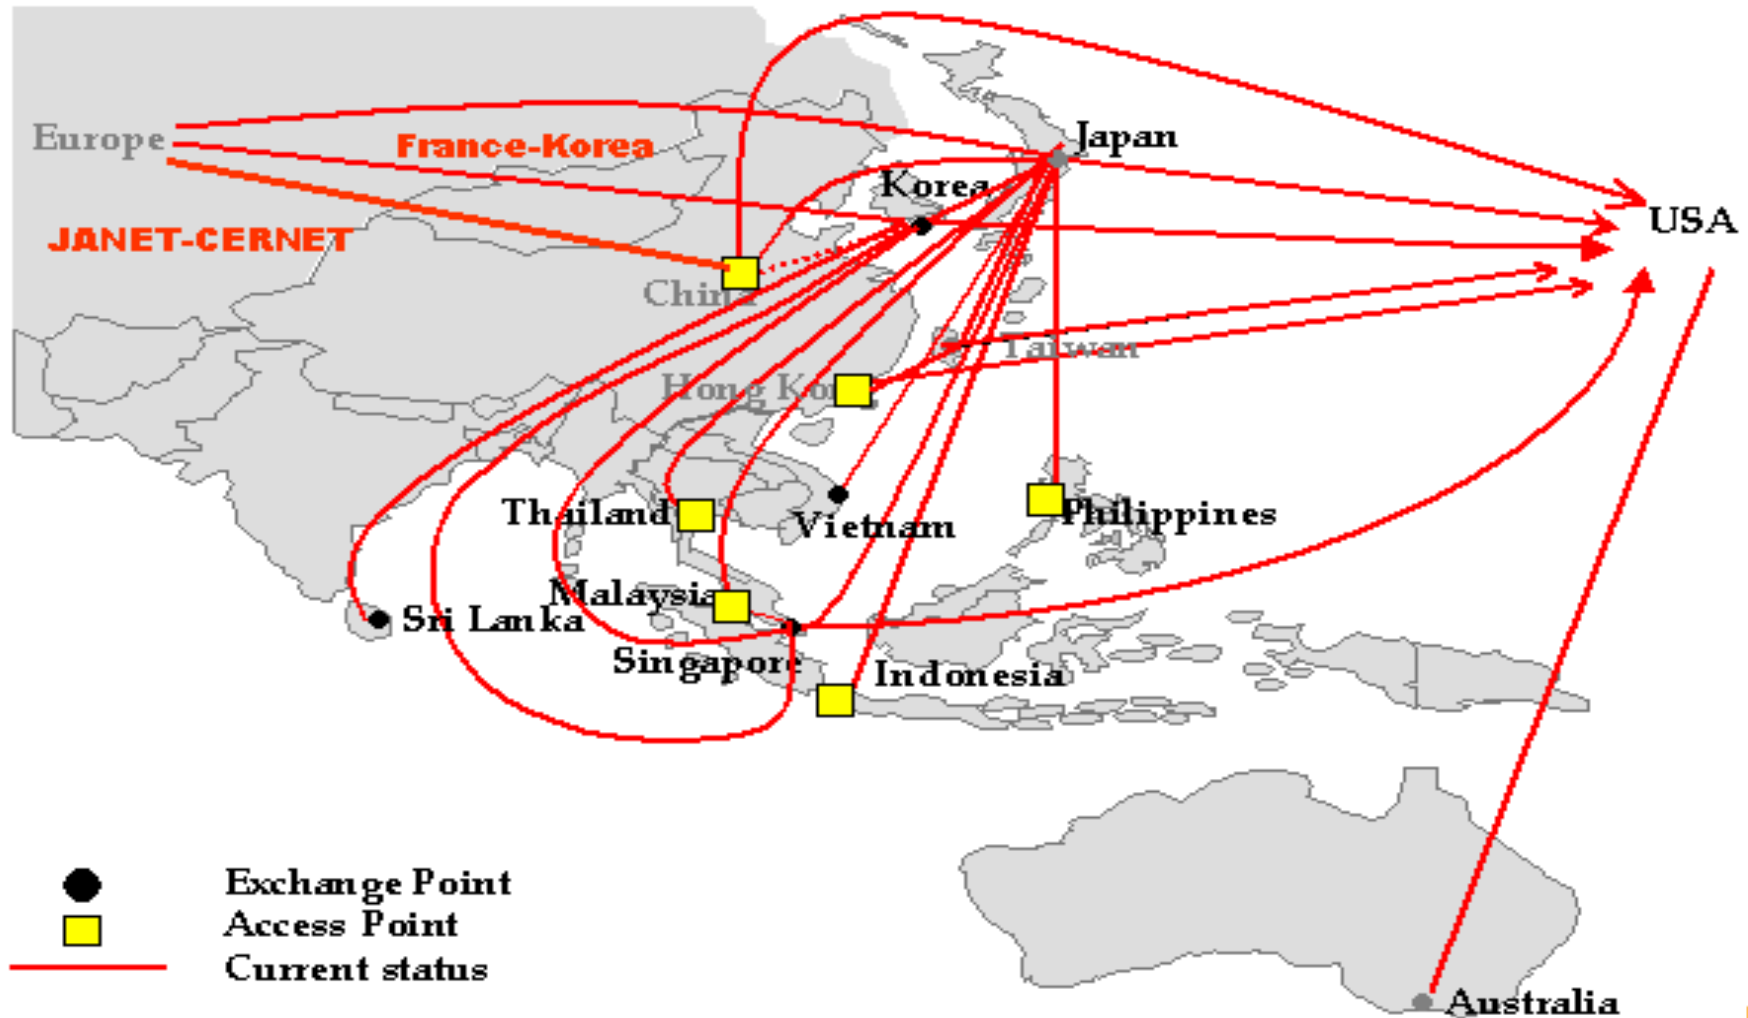 Japan
Europe
France-Korea
Korea
USA
JANET-CERNET
China
Taiwan
Hong Kong
Thailand
Vietnam
Philippines
Malaysia
Sri Lanka
Singapore
Indonesia
Exchange Point
Access Point
Current status
Australia